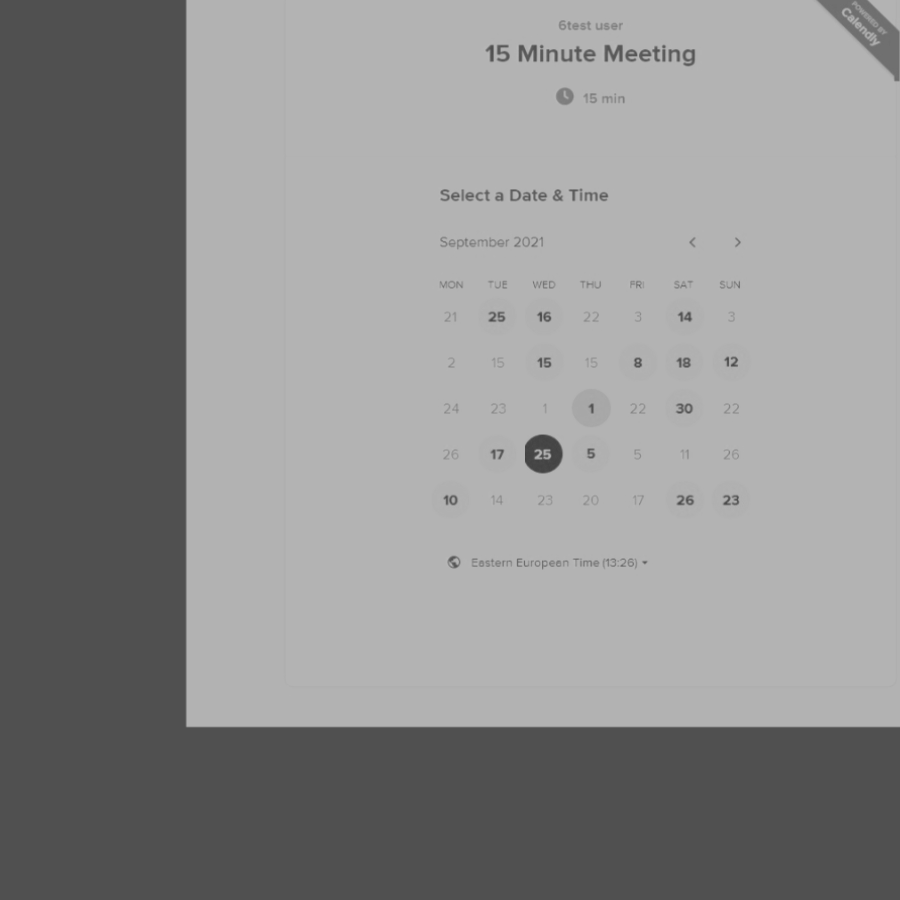 POWERED BY
Calendly
6test user
15 Minute Meeting
15 min
Select a Date & Time
September 2021
MON TUE WED THU FRI SAT SUN
21 25 16 22 3 14 3
2 15 15 15 8 18 12
24 23 1 1 22 30 22
26 17 25 5 5 11 26
10 14 23 20 17 26 23
Eastern European Time (13:26)